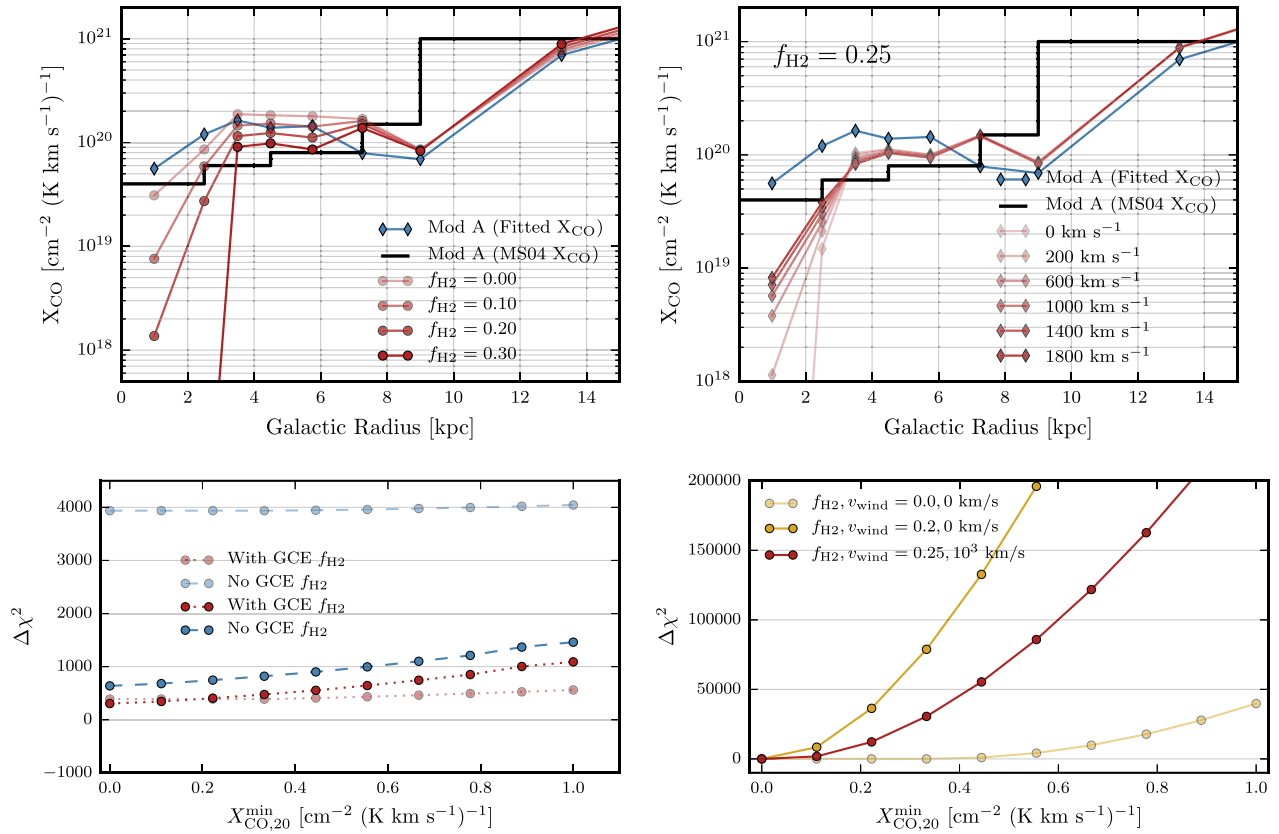 10^21
10^20
10^19
10^18
X_CO [cm^−2 (K km s^−1)^−1]
Mod A (Fitted X_CO)
Mod A (MS04 X_CO)
f_H2 = 0.00
f_H2 = 0.10
f_H2 = 0.20
f_H2 = 0.30
0 2 4 6 8 10 12 14
Galactic Radius [kpc]
f_H2 = 0.25
10^21
10^20
10^19
10^18
X_CO [cm^−2 (K km s^−1)^−1]
Mod A (Fitted X_CO)
Mod A (MS04 X_CO)
0 km s^−1
200 km s^−1
600 km s^−1
1000 km s^−1
1400 km s^−1
1800 km s^−1
0 2 4 6 8 10 12 14
Galactic Radius [kpc]
4000
3000
2000
1000
0
−1000
Δχ^2
With GCE f_H2
No GCE f_H2
With GCE f_H2
No GCE f_H2
0.0 0.2 0.4 0.6 0.8 1.0
X^min_CO,20 [cm^−2 (K km s^−1)^−1]
200000
150000
100000
50000
0
Δχ^2
f_H2, v_wind = 0.0, 0 km/s
f_H2, v_wind = 0.2, 0 km/s
f_H2, v_wind = 0.25, 10^3 km/s
0.0 0.2 0.4 0.6 0.8 1.0
X^min_CO,20 [cm^−2 (K km s^−1)^−1]